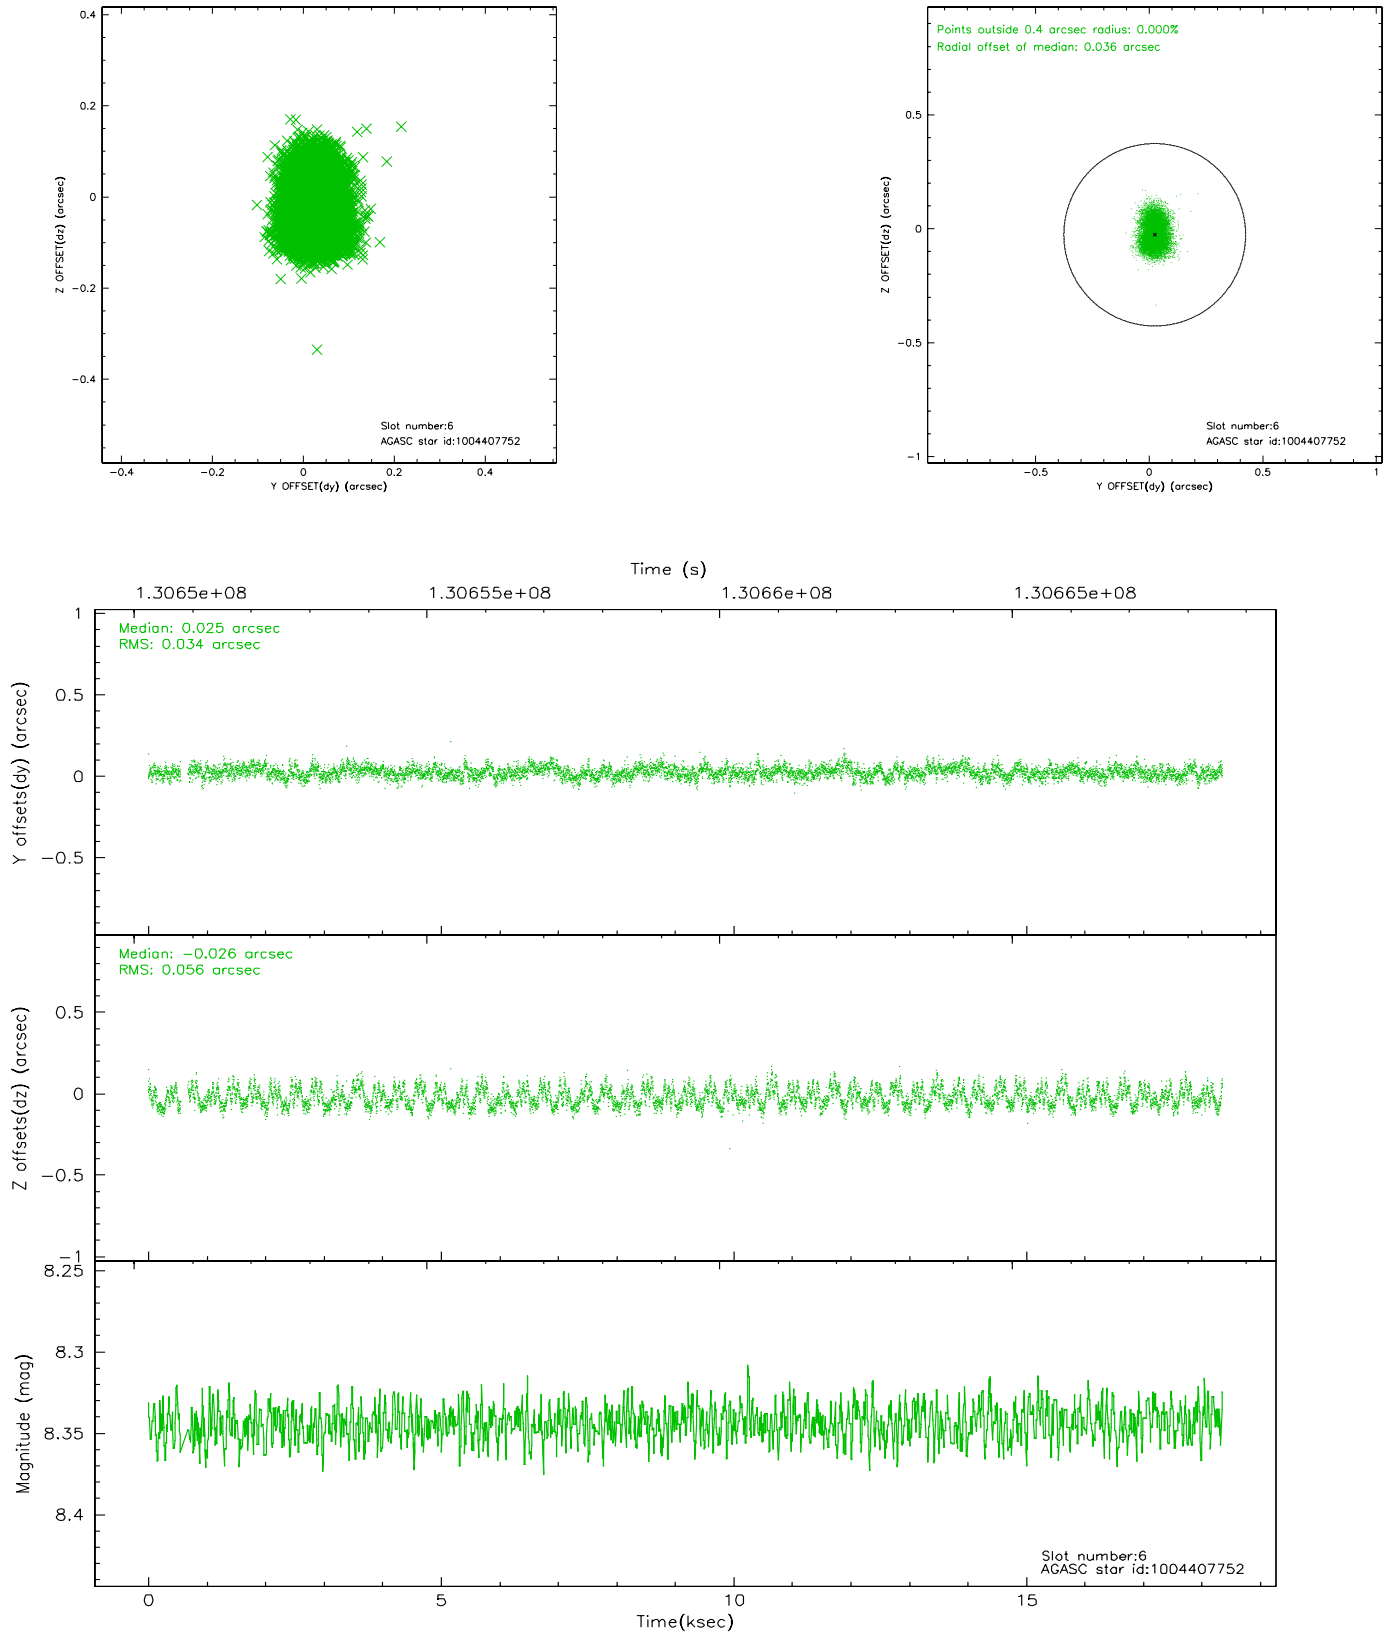 0.4
0.2
0
−0.2
−0.4
Z OFFSET(dz) (arcsec)
Slot number:6
AGASC star id:1004407752
−0.4
−0.2
0
0.2
0.4
Y OFFSET(dy) (arcsec)
Points outside 0.4 arcsec radius: 0.000%
Radial offset of median: 0.036 arcsec
0.5
0
−0.5
−1
Z OFFSET(dz) (arcsec)
Slot number:6
AGASC star id:1004407752
−0.5
0
0.5
1
Y OFFSET(dy) (arcsec)
Time (s)
1.3065e+08
1.30655e+08
1.3066e+08
1.30665e+08
Median: 0.025 arcsec
RMS: 0.034 arcsec
1
0.5
0
−0.5
Y offsets(dy) (arcsec)
Median: −0.026 arcsec
RMS: 0.056 arcsec
0.5
0
−0.5
−1
Z offsets(dz) (arcsec)
8.25
8.3
8.35
8.4
Magnitude (mag)
Slot number:6
AGASC star id:1004407752
0
5
10
15
Time(ksec)